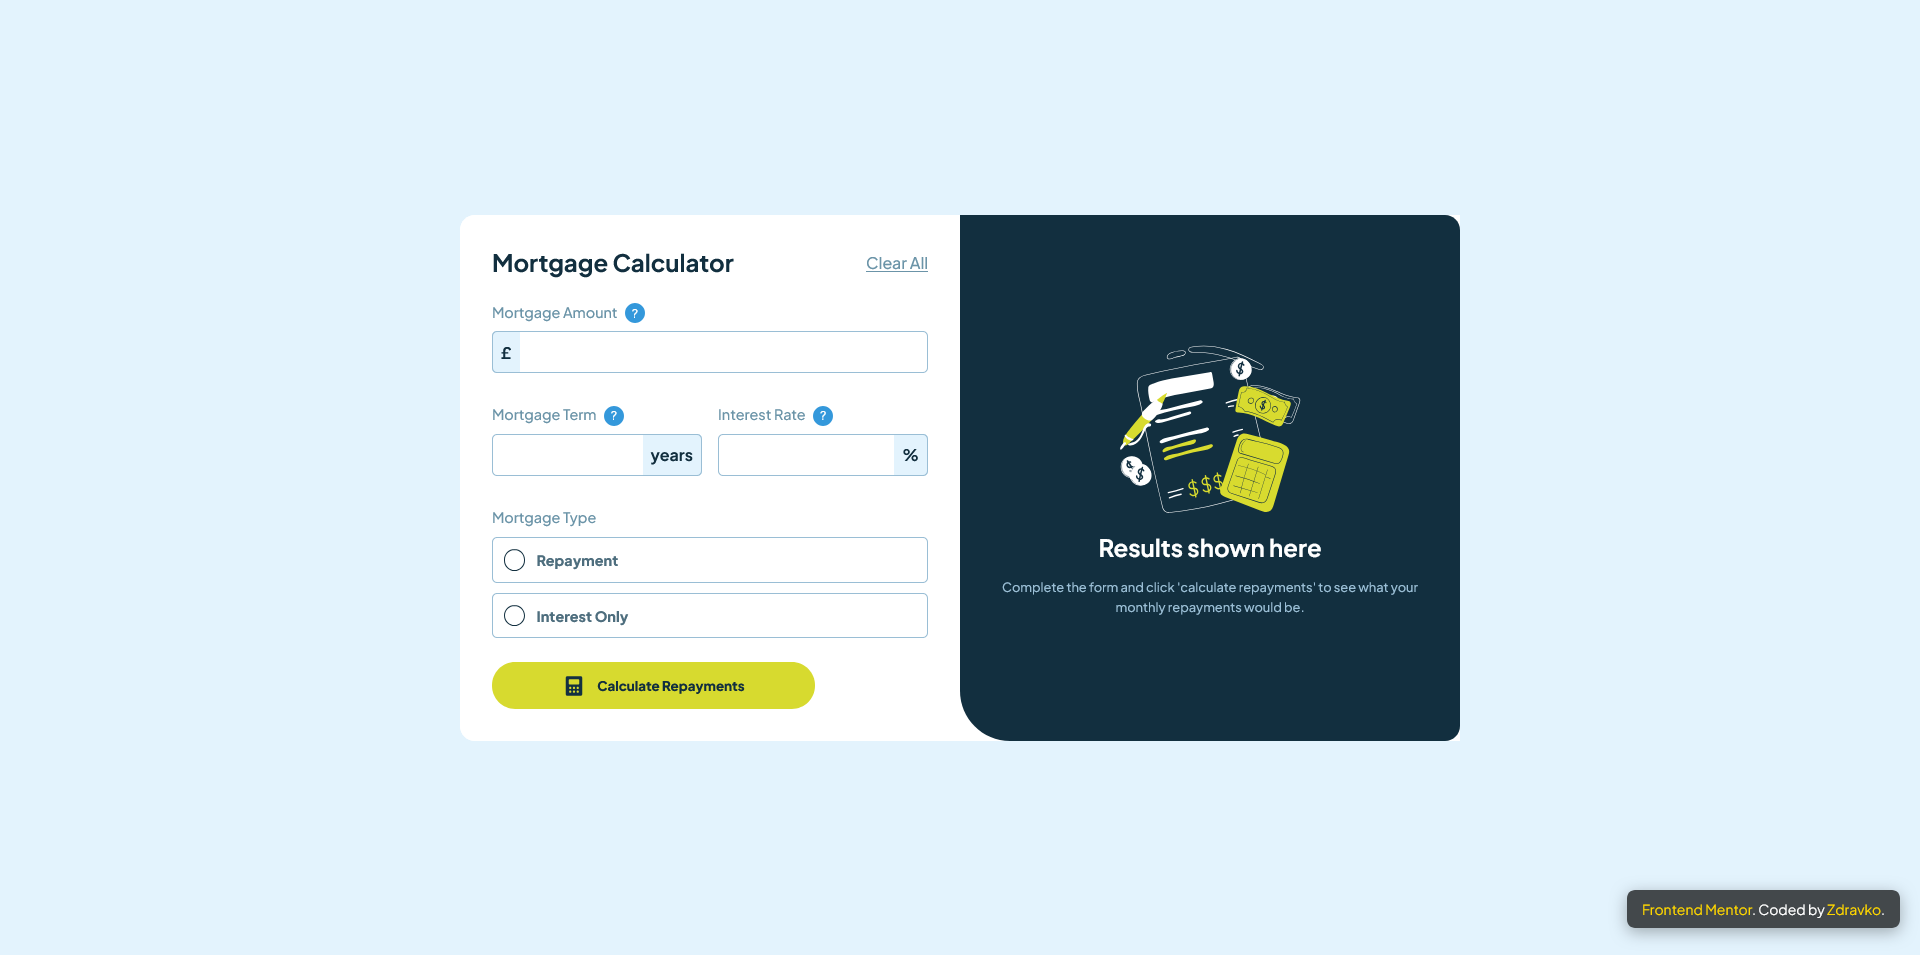 Mortgage Calculator
Clear All
Mortgage Amount ?
£
Mortgage Term ?
Interest Rate ?
years
%
Mortgage Type
Repayment
Interest Only
Calculate Repayments
$
$
$
$
$$$
Results shown here
Complete the form and click 'calculate repayments' to see what your
monthly repayments would be.
Frontend Mentor. Coded by Zdravko.